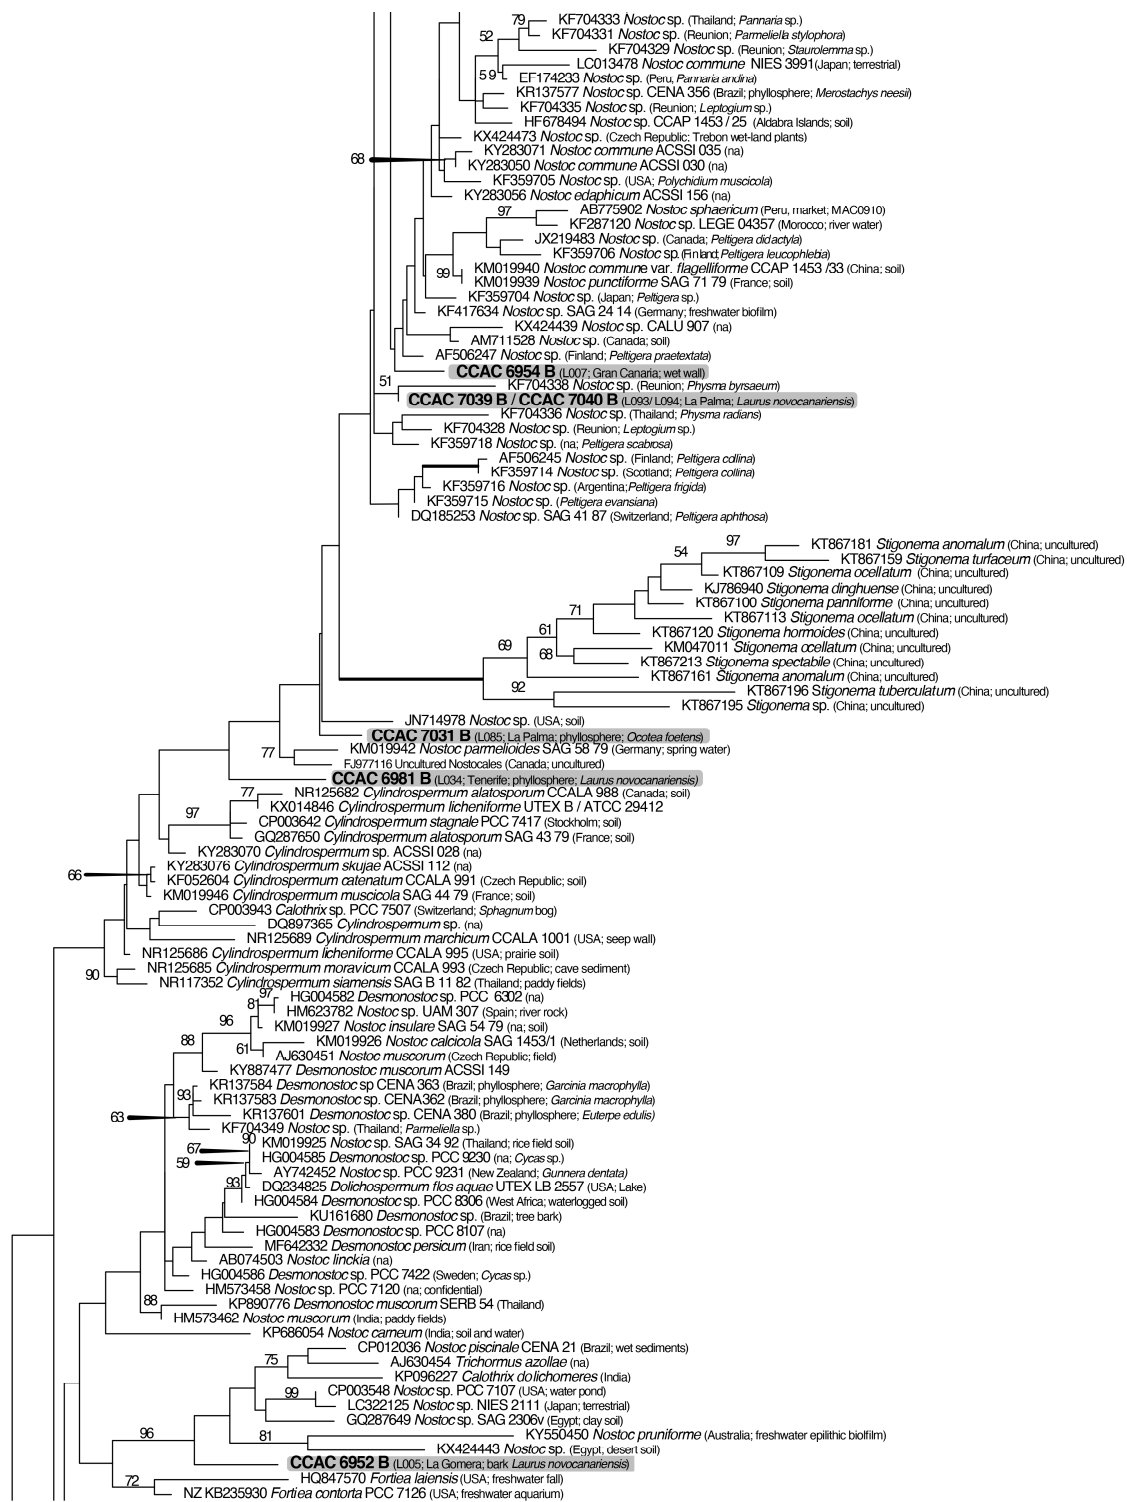 79 KF704333 Nostoc sp. (Thailand; Pannaria sp.)
52 KF704331 Nostoc sp. (Reunion; Parmeliella stylophora)
KF704329 Nostoc sp. (Reunion; Staurolemma sp.)
LC013478 Nostoc commune NIES 3991(Japan; terrestrial)
59 EF174233 Nostoc sp. (Peru, Pannaria andina)
KR137577 Nostoc sp. CENA 356 (Brazil; phyllosphere; Merostachys neesii)
KF704335 Nostoc sp. (Reunion; Leptogium sp.)
HF678494 Nostoc sp. CCAP 1453 / 25 (Aldabra Islands; soil)
KX424473 Nostoc sp. (Czech Republic; Trebon wet-land plants)
KY283071 Nostoc commune ACSSI 035 (na)
68 KY283050 Nostoc commune ACSSI 030 (na)
KF359705 Nostoc sp. (USA; Polychidium muscicola)
KY283056 Nostoc edaphicum ACSSI 156 (na)
97 AB775902 Nostoc sphaericum (Peru, market; MAC0910)
KF287120 Nostoc sp. LEGE 04357 (Morocco; river water)
JX219483 Nostoc sp. (Canada; Peltigera didactyla)
KF359706 Nostoc sp.(Finland; Peltigera leucophlebia)
99 KM019940 Nostoc commune var. flagelliforme CCAP 1453 /33 (China; soil)
KM019939 Nostoc punctiforme SAG 71 79 (France; soil)
KF359704 Nostoc sp. (Japan; Peltigera sp.)
KF417634 Nostoc sp. SAG 24 14 (Germany; freshwater biofilm)
KX424439 Nostoc sp. CALU 907 (na)
AM711528 Nostoc sp. (Canada; soil)
AF506247 Nostoc sp. (Finland; Peltigera praetextata)
CCAC 6954 B (L007; Gran Canaria; wet wall)
51 KF704338 Nostoc sp. (Reunion; Physma byrsaeum)
CCAC 7039 B / CCAC 7040 B (L093/ L094; La Palma; Laurus novocanariensis)
KF704336 Nostoc sp. (Thailand; Physma radians)
KF704328 Nostoc sp. (Reunion; Leptogium sp.)
KF359718 Nostoc sp. (na; Peltigera scabrosa)
AF506245 Nostoc sp. (Finland; Peltigera collina)
KF359714 Nostoc sp. (Scotland; Peltigera collina)
KF359716 Nostoc sp. (Argentina;Peltigera frigida)
KF359715 Nostoc sp. (Peltigera evansiana)
DQ185253 Nostoc sp. SAG 41 87 (Switzerland; Peltigera aphthosa)
97 KT867181 Stigonema anomalum (China; uncultured)
54 KT867159 Stigonema turfaceum (China; uncultured)
KT867109 Stigonema ocellatum (China; uncultured)
KJ786940 Stigonema dinghuense (China; uncultured)
KT867100 Stigonema panniforme (China; uncultured)
71 KT867113 Stigonema ocellatum (China; uncultured)
61 KT867120 Stigonema hormoides (China; uncultured)
69 KM047011 Stigonema ocellatum (China; uncultured)
68 KT867213 Stigonema spectabile (China; uncultured)
KT867161 Stigonema anomalum (China; uncultured)
92 KT867196 Stigonema tuberculatum (China; uncultured)
KT867195 Stigonema sp. (China; uncultured)
JN714978 Nostoc sp. (USA; soil)
CCAC 7031 B (L085; La Palma; phyllosphere; Ocotea foetens)
77 KM019942 Nostoc parmelioides SAG 58 79 (Germany; spring water)
FJ977116 Uncultured Nostocales (Canada; uncultured)
CCAC 6981 B (L034; Tenerife; phyllosphere; Laurus novocanariensis)
77 NR125682 Cylindrospermum alatosporum CCALA 988 (Canada; soil)
KX014846 Cylindrospermum licheniforme UTEX B / ATCC 29412
97 CP003642 Cylindrospermum stagnale PCC 7417 (Stockholm; soil)
GQ287650 Cylindrospermum alatosporum SAG 43 79 (France; soil)
KY283070 Cylindrospermum sp. ACSSI 028 (na)
KY283076 Cylindrospermum skujae ACSSI 112 (na)
66 KF052604 Cylindrospermum catenatum CCALA 991 (Czech Republic; soil)
KM019946 Cylindrospermum muscicola SAG 44 79 (France; soil)
CP003943 Calothrix sp. PCC 7507 (Switzerland; Sphagnum bog)
DQ897365 Cylindrospermum sp. (na)
NR125689 Cylindrospermum marchicum CCALA 1001 (USA; seep wall)
NR125686 Cylindrospermum licheniforme CCALA 995 (USA; prairie soil)
90 NR125685 Cylindrospermum moravicum CCALA 993 (Czech Republic; cave sediment)
NR117352 Cylindrospermum siamensis SAG B 11 82 (Thailand; paddy fields)
97 HG004582 Desmonostoc sp. PCC 6302 (na)
81 HM623782 Nostoc sp. UAM 307 (Spain; river rock)
96 KM019927 Nostoc insulare SAG 54 79 (na; soil)
88 KM019926 Nostoc calcicola SAG 1453/1 (Netherlands; soil)
61 AJ630451 Nostoc muscorum (Czech Republic; field)
KY887477 Desmonostoc muscorum ACSSI 149
KR137584 Desmonostoc sp CENA 363 (Brazil; phyllosphere; Garcinia macrophylla)
93 KR137583 Desmonostoc sp. CENA362 (Brazil; phyllosphere; Garcinia macrophylla)
63 KR137601 Desmonostoc sp. CENA 380 (Brazil; phyllosphere; Euterpe edulis)
KF704349 Nostoc sp. (Thailand; Parmeliella sp.)
90 KM019925 Nostoc sp. SAG 34 92 (Thailand; rice field soil)
67 HG004585 Desmonostoc sp. PCC 9230 (na; Cycas sp.)
59 AY742452 Nostoc sp. PCC 9231 (New Zealand; Gunnera dentata)
93 DQ234825 Dolichospermum flos aquae UTEX LB 2557 (USA; Lake)
HG004584 Desmonostoc sp. PCC 8306 (West Africa; waterlogged soil)
KU161680 Desmonostoc sp. (Brazil; tree bark)
HG004583 Desmonostoc sp. PCC 8107 (na)
MF642332 Desmonostoc persicum (Iran; rice field soil)
AB074503 Nostoc linckia (na)
HG004586 Desmonostoc sp. PCC 7422 (Sweden; Cycas sp.)
HM573458 Nostoc sp. PCC 7120 (na; confidential)
88 KP890776 Desmonostoc muscorum SERB 54 (Thailand)
HM573462 Nostoc muscorum (India; paddy fields)
KP686054 Nostoc carneum (India; soil and water)
CP012036 Nostoc piscinale CENA 21 (Brazil; wet sediments)
75 AJ630454 Trichormus azollae (na)
KP096227 Calothrix dolichomeres (India)
99 CP003548 Nostoc sp. PCC 7107 (USA; water pond)
LC322125 Nostoc sp. NIES 2111 (Japan; terrestrial)
GQ287649 Nostoc sp. SAG 2306v (Egypt; clay soil)
96 81 KY550450 Nostoc pruniforme (Australia; freshwater epilithic biolfilm)
KX424443 Nostoc sp. (Egypt, desert soil)
CCAC 6952 B (L005; La Gomera; bark Laurus novocanariensis)
72 HQ847570 Fortiea laiensis (USA; freshwater fall)
NZ KB235930 Fortiea contorta PCC 7126 (USA; freshwater aquarium)